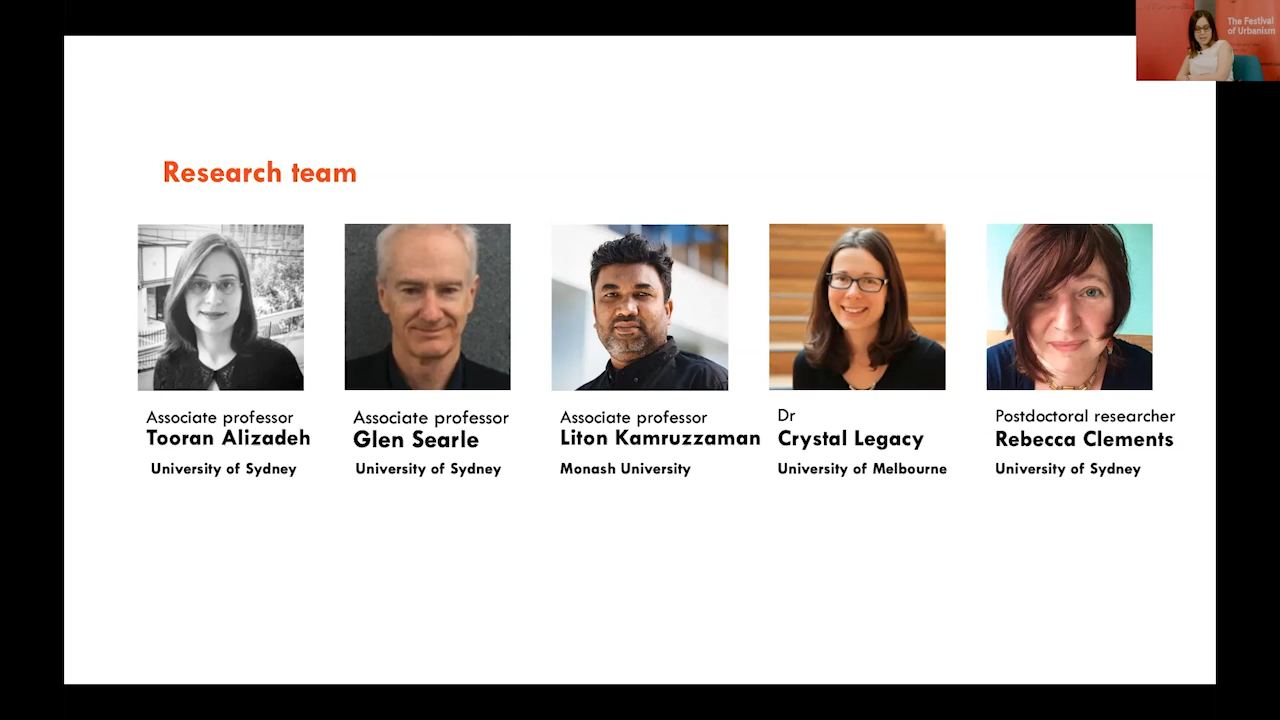 The Festival
of Urbanism
Research team
Associate professor
Tooran Alizadeh
University of Sydney
Associate professor
Glen Searle
University of Sydney
Associate professor
Liton Kamruzzaman
Monash University
Dr
Crystal Legacy
University of Melbourne
Postdoctoral researcher
Rebecca Clements
University of Sydney